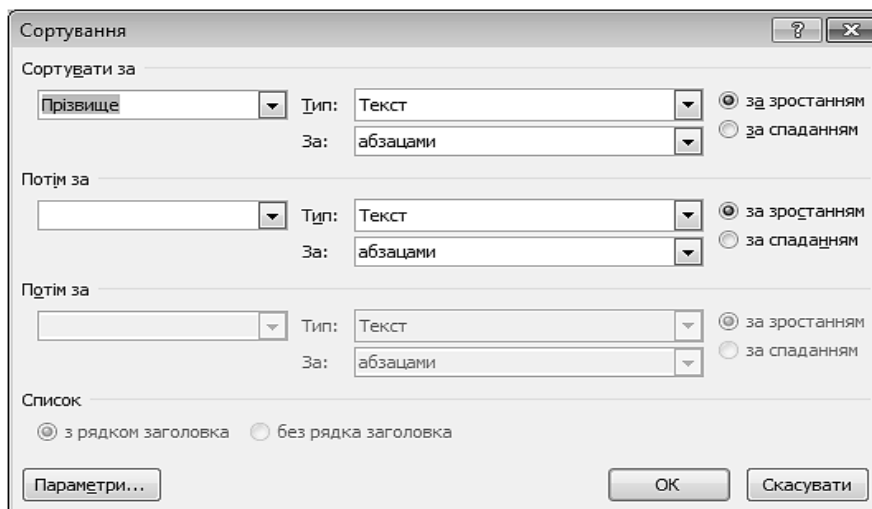 Сортування
Сортувати за
Прізвище Тип: Текст за зростанням
За: абзацами за спаданням
Потім за
Тип: Текст за зростанням
За: абзацами за спаданням
Потім за
Тип: Текст за зростанням
За: абзацами за спаданням
Список
з рядком заголовка без рядка заголовка
Параметри... ОК Скасувати